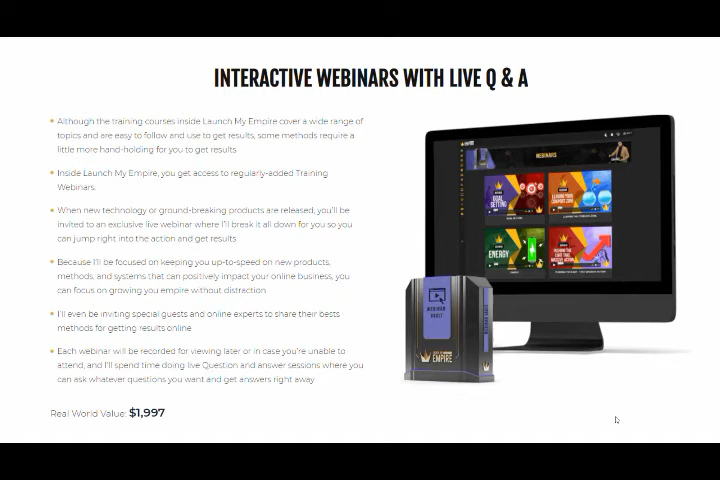 INTERACTIVE WEBINARS WITH LIVE Q & A
Although the training courses inside Launch My Empire cover a wide range of
topics and are easy to follow and use to get results, some methods require a
little more hand-holding for you to get results
Inside Launch My Empire, you get access to regularly-added Training
Webinars.
When new technology or ground-breaking products are released, you'll be
invited to an exclusive live webinar where I'll break it all down for you so you
can jump right into the action and get results
Because I'll be focused on keeping you up-to-speed on new products,
methods, and systems that can positively impact your online business, you
can focus on growing you empire without distraction
I'll even be inviting special guests and online experts to share their bests
methods for getting results online
Each webinar will be recorded for viewing later or in case you're unable to
attend, and I'll spend time doing live Question and answer sessions where you
can ask whatever questions you want and get answers right away
Real World Value: $1,997
WEBINARS
GOAL
SETTING
LEAVING YOUR
COMFORT ZONE
ENERGY
WEBINAR
VAULT
EMPIRE